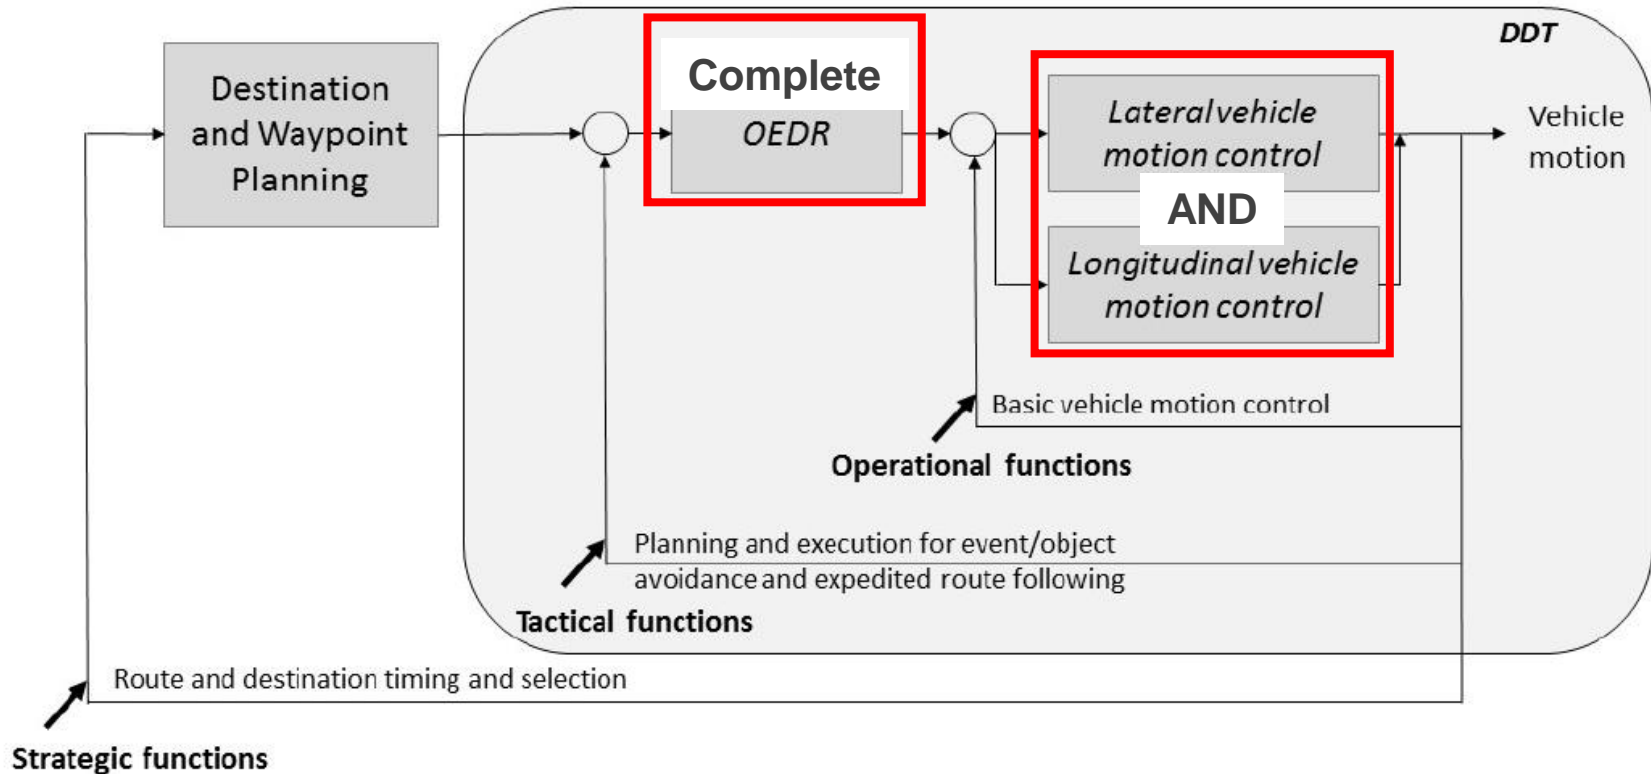 DDT
Destination
and Waypoint
Planning
Complete
OEDR
Lateral vehicle
motion control
AND
Longitudinal vehicle
motion control
Vehicle
motion
Basic vehicle motion control
Operational functions
Planning and execution for event/object
avoidance and expedited route following
Tactical functions
Route and destination timing and selection
Strategic functions